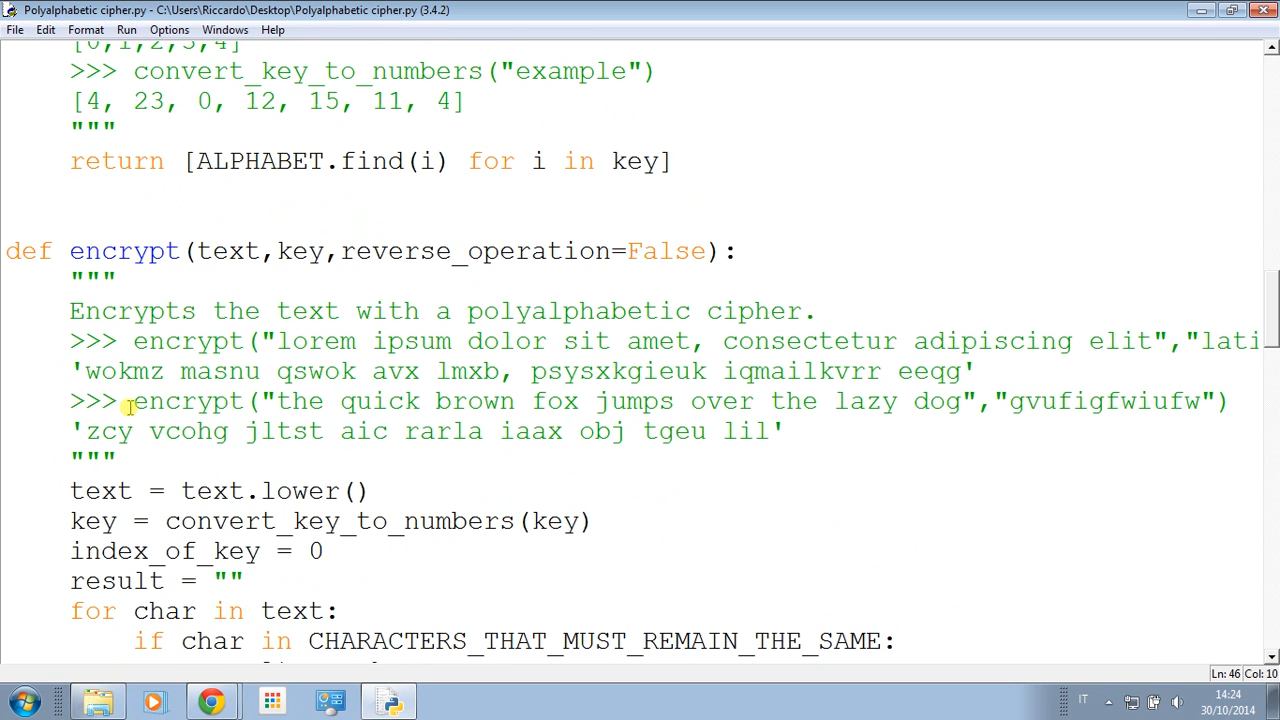 Polyalphabetic cipher.py - C:\Users\Riccardo\Desktop\Polyalphabetic cipher.py (3.4.2)
File Edit Format Run Options Windows Help
[0,1,2,3,4]
>>> convert_key_to_numbers("example")
[4, 23, 0, 12, 15, 11, 4]
"""
return [ALPHABET.find(i) for i in key]
def encrypt(text,key,reverse_operation=False):
"""
Encrypts the text with a polyalphabetic cipher.
>>> encrypt("lorem ipsum dolor sit amet, consectetur adipiscing elit","lati
'wokmz masnu qswok avx lmxb, psysxkgieuk iqmailkvrr eeqg'
>>> encrypt("the quick brown fox jumps over the lazy dog","gvufigfwiufw")
'zcy vcohg jltst aic rarla iaax obj tgeu lil'
"""
text = text.lower()
key = convert_key_to_numbers(key)
index_of_key = 0
result = ""
for char in text:
if char in CHARACTERS_THAT_MUST_REMAIN_THE_SAME:
Ln: 46 Col: 10
IT
14:24
30/10/2014